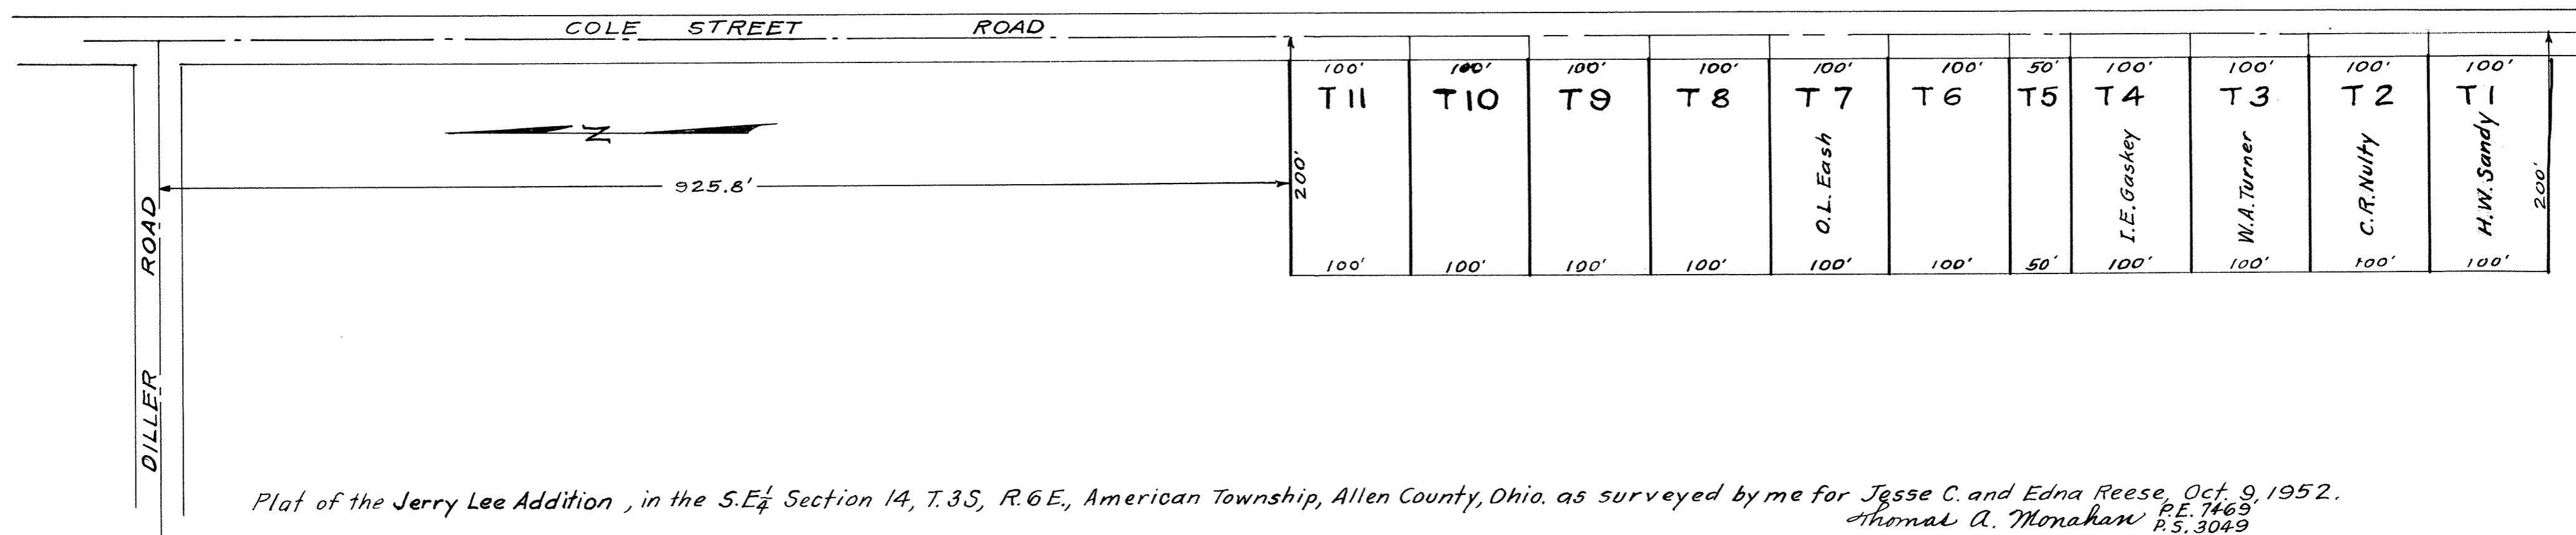 COLE STREET ROAD
100' 100' 100' 100' 100' 100' 50' 100' 100' 100' 100'
T11 T10 T9 T8 T7 T6 T5 T4 T3 T2 T1
N
O.L. Eash
I.E. Gaskey
W.A. Turner
C.R. Nulty
H.W. Sandy
925.8'
200'
200'
DILLER ROAD
100' 100' 100' 100' 100' 100' 50' 100' 100' 100' 100'
Plat of the Jerry Lee Addition, in the S.E¼ Section 14, T.3S, R.6E., American Township, Allen County, Ohio. as surveyed by me for Jesse C. and Edna Reese, Oct. 9, 1952.
Thomas A. Monahan P.E. 7469
P.S. 3049